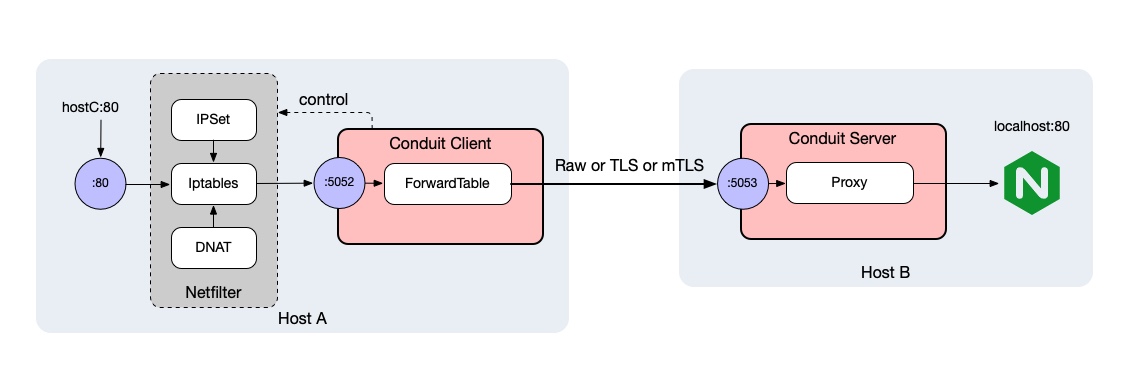 hostC:80
:80
IPSet
Iptables
DNAT
Netfilter
Host A
control
Conduit Client
:5052
ForwardTable
Raw or TLS or mTLS
Conduit Server
:5053
Proxy
Host B
localhost:80
N